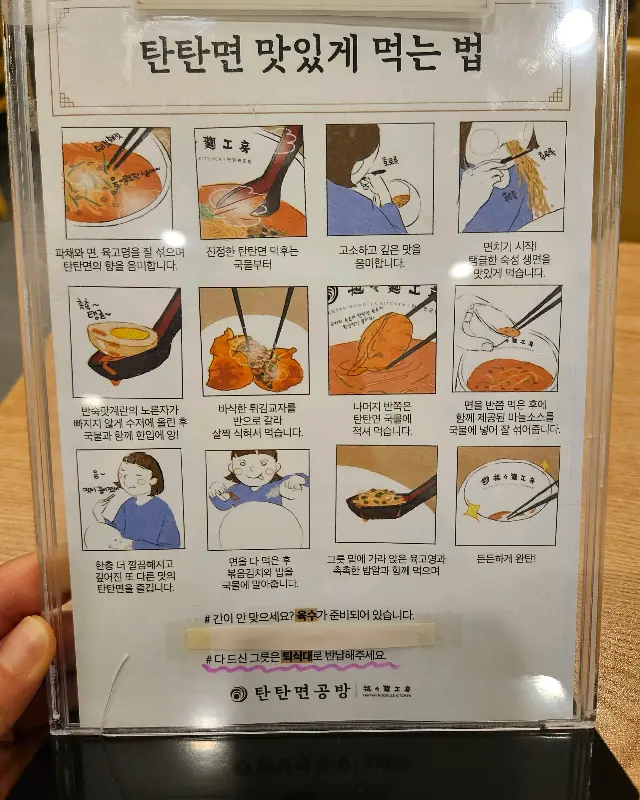 탄탄면 맛있게 먹는 법
파채와 면, 육고명을 잘 섞으며
탄탄면의 향을 음미합니다.
진정한 탄탄면 덕후는
국물부터
고소하고 깊은 맛을
음미합니다.
면치기 시작!
탱글한 숙성 생면을
맛있게 먹습니다.
촉촉~
탱글~
반숙맛계란의 노른자가
빠지지 않게 수저에 올린 후
국물과 함께 한입에 앙!
바삭한 튀김교자를
반으로 갈라
살짝 식혀서 먹습니다.
TANTAN NOODLES KITCHEN
나머지 반쪽은
탄탄면 국물에
적셔 먹습니다.
면을 반쯤 먹은 후에
함께 제공된 마늘소스를
국물에 넣어 잘 섞어줍니다.
음~
한층 더 깔끔해지고
깊어진 또 다른 맛의
탄탄면을 즐깁니다.
면을 다 먹은 후
볶음김치와 밥을
국물에 말아줍니다.
그릇 밑에 가라 앉은 육고명과
촉촉한 밥알과 함께 먹으며
든든하게 완탄!
# 간이 안 맞으세요? 육수가 준비되어 있습니다.
# 다 드신 그릇은 퇴식대로 반납해주세요.
탄탄면공방
TANTAN NOODLES KITCHEN